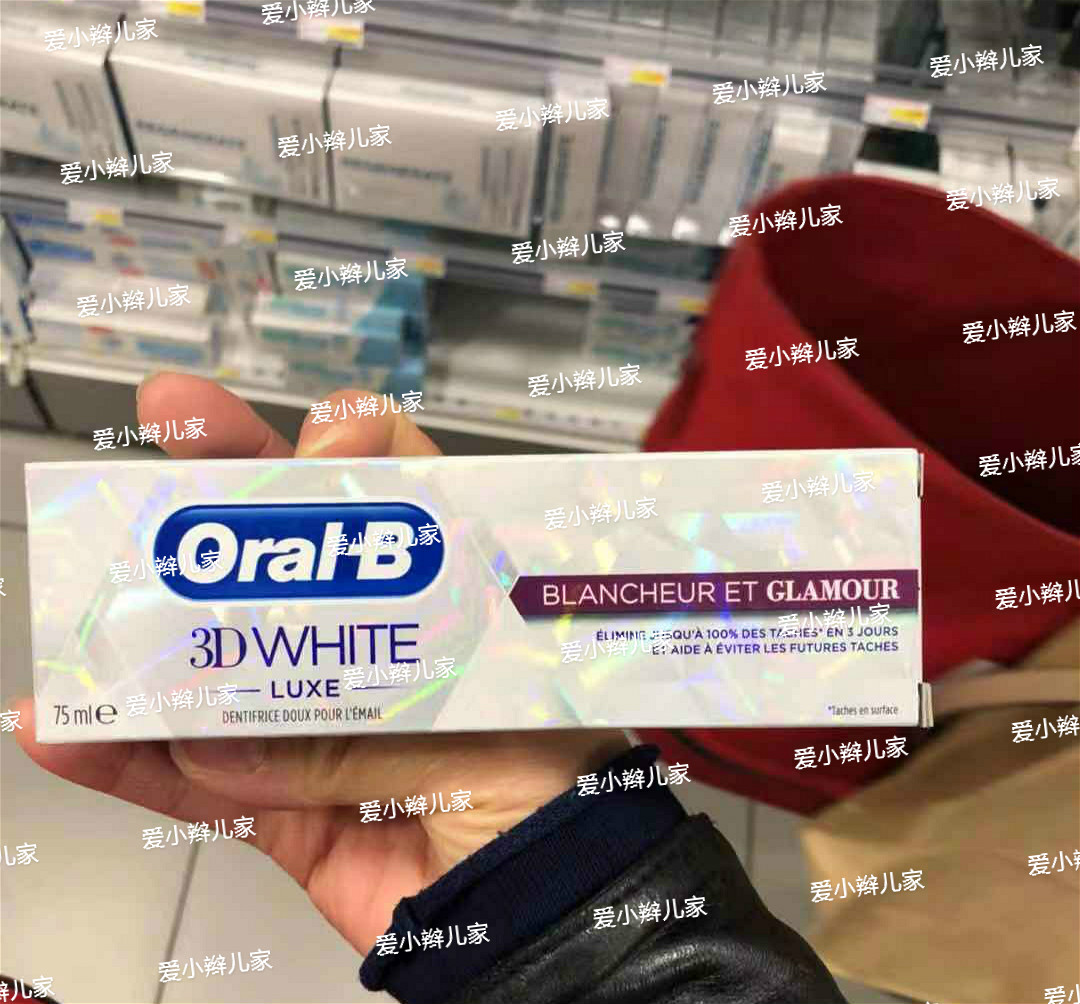 Oral-B
3D WHITE
LUXE
DENTIFRICE DOUX POUR L'ÉMAIL
75 ml e
BLANCHEUR ET GLAMOUR
ÉLIMINE JUSQU'À 100% DES TACHES* EN 3 JOURS
ET AIDE À ÉVITER LES FUTURES TACHES
*Taches en surface
爱小辫儿家